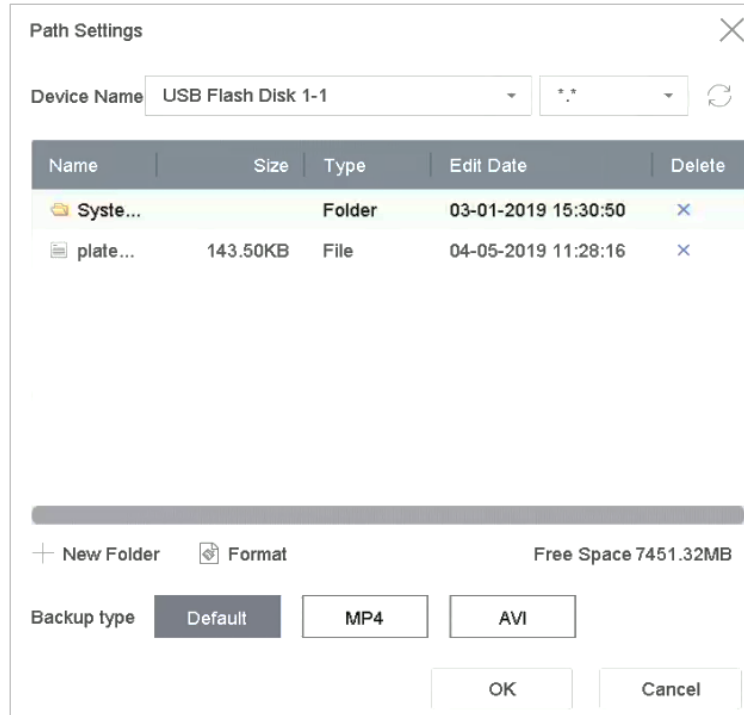 Path Settings
Device Name USB Flash Disk 1-1 *.*
Name Size Type Edit Date Delete
Syste... Folder 03-01-2019 15:30:50
plate... 143.50KB File 04-05-2019 11:28:16
New Folder Format Free Space 7451.32MB
Backup type Default MP4 AVI
OK Cancel